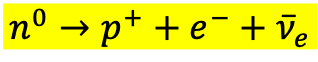 n⁰ → p⁺ + e⁻ + ν̄ₑ